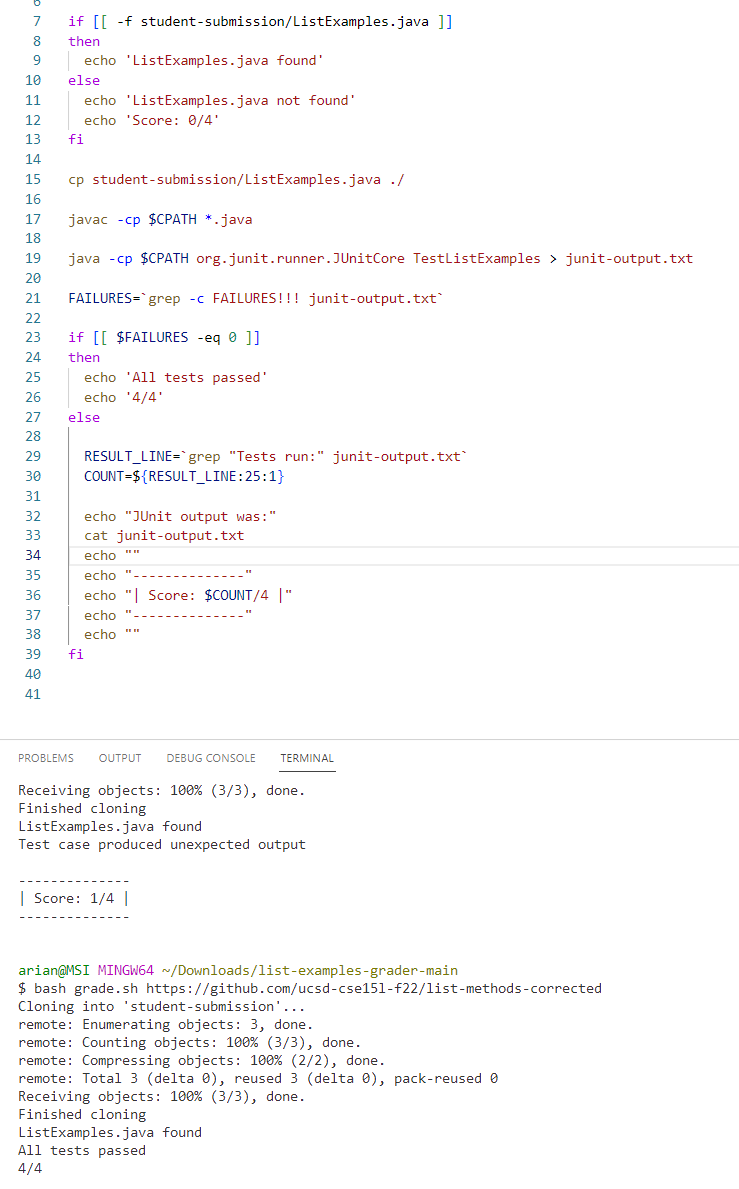 6
7 if [[ -f student-submission/ListExamples.java ]]
8 then
9   echo 'ListExamples.java found'
10 else
11   echo 'ListExamples.java not found'
12   echo 'Score: 0/4'
13 fi
14
15 cp student-submission/ListExamples.java ./
16
17 javac -cp $CPATH *.java
18
19 java -cp $CPATH org.junit.runner.JUnitCore TestListExamples > junit-output.txt
20
21 FAILURES=`grep -c FAILURES!!! junit-output.txt`
22
23 if [[ $FAILURES -eq 0 ]]
24 then
25   echo 'All tests passed'
26   echo '4/4'
27 else
28
29   RESULT_LINE=`grep "Tests run:" junit-output.txt`
30   COUNT=${RESULT_LINE:25:1}
31
32   echo "JUnit output was:"
33   cat junit-output.txt
34   echo ""
35   echo "--------------"
36   echo "| Score: $COUNT/4 |"
37   echo "--------------"
38   echo ""
39 fi
40
41
PROBLEMS OUTPUT DEBUG CONSOLE TERMINAL
Receiving objects: 100% (3/3), done.
Finished cloning
ListExamples.java found
Test case produced unexpected output
--------------
| Score: 1/4 |
--------------
arian@MSI MINGW64 ~/Downloads/list-examples-grader-main
$ bash grade.sh https://github.com/ucsd-cse15l-f22/list-methods-corrected
Cloning into 'student-submission'...
remote: Enumerating objects: 3, done.
remote: Counting objects: 100% (3/3), done.
remote: Compressing objects: 100% (2/2), done.
remote: Total 3 (delta 0), reused 3 (delta 0), pack-reused 0
Receiving objects: 100% (3/3), done.
Finished cloning
ListExamples.java found
All tests passed
4/4